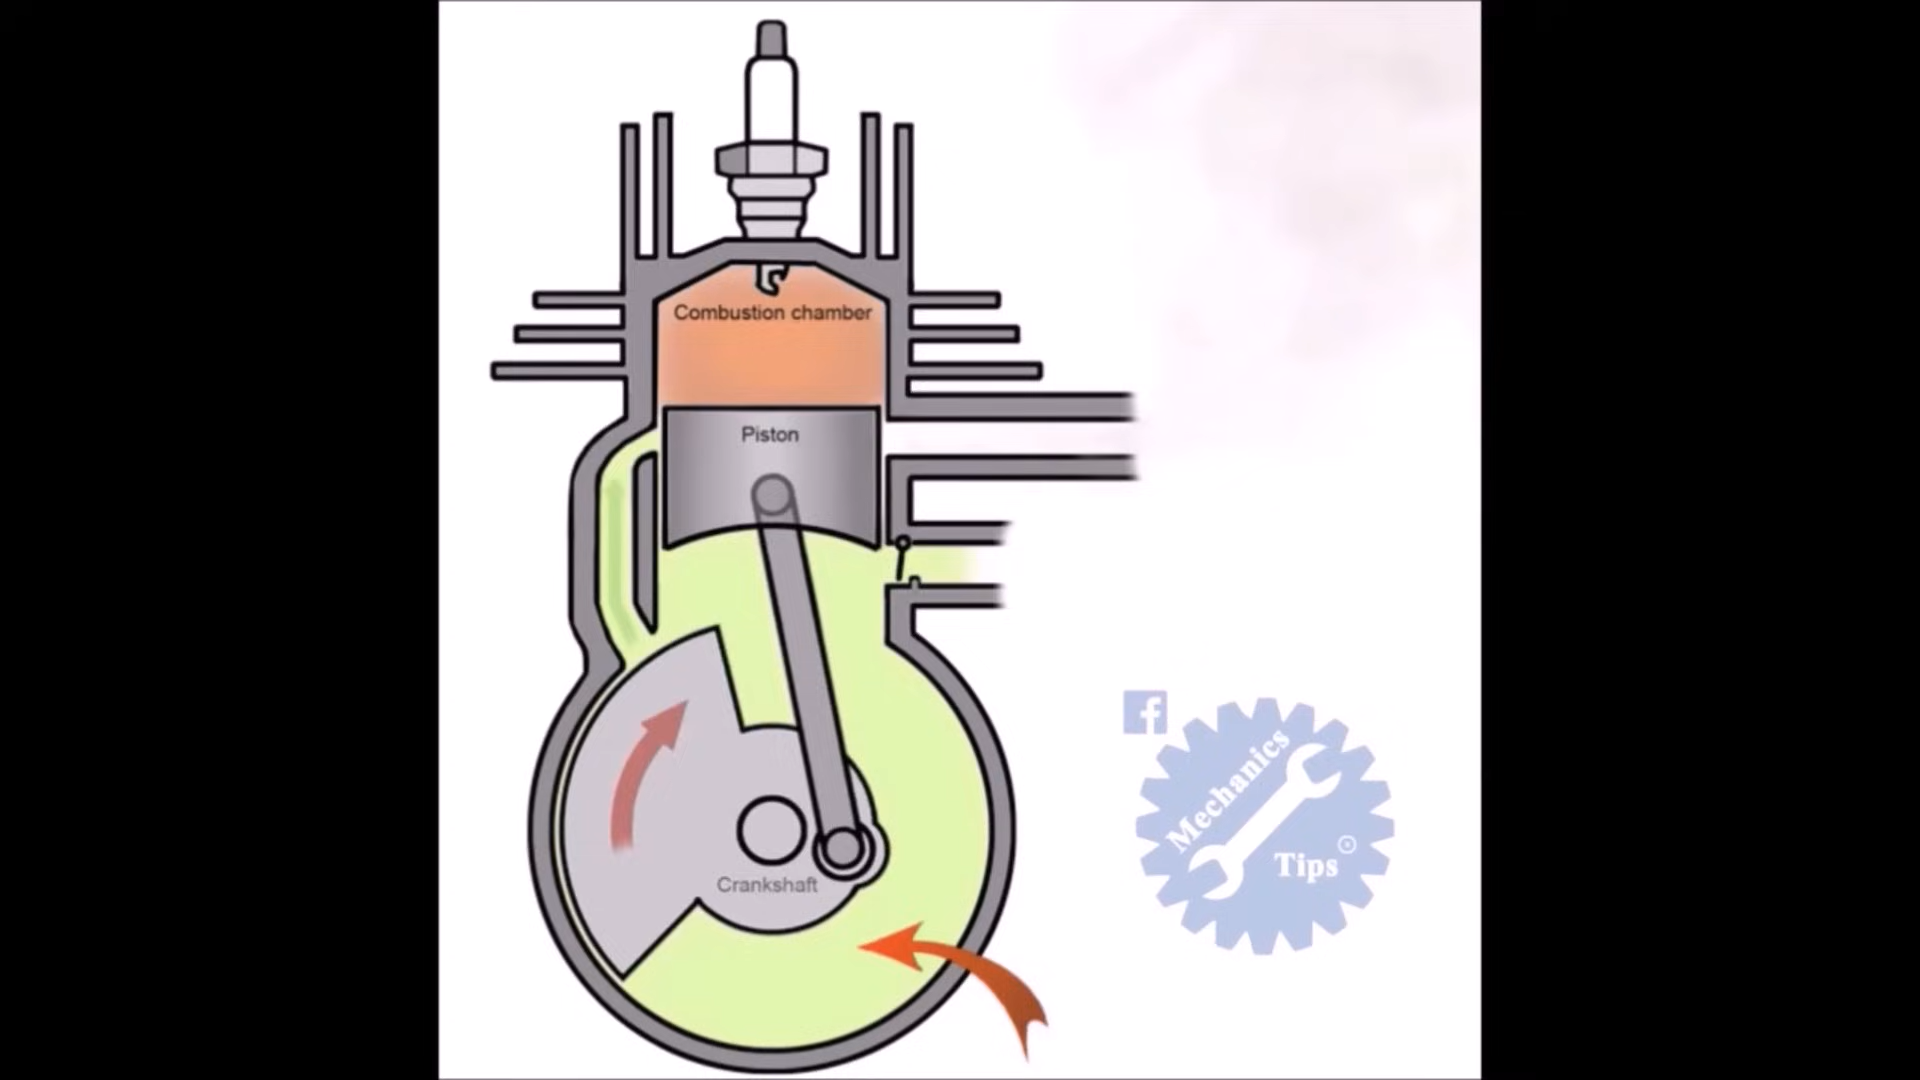 Combustion chamber
Piston
Crankshaft
f
Mechanics
Tips